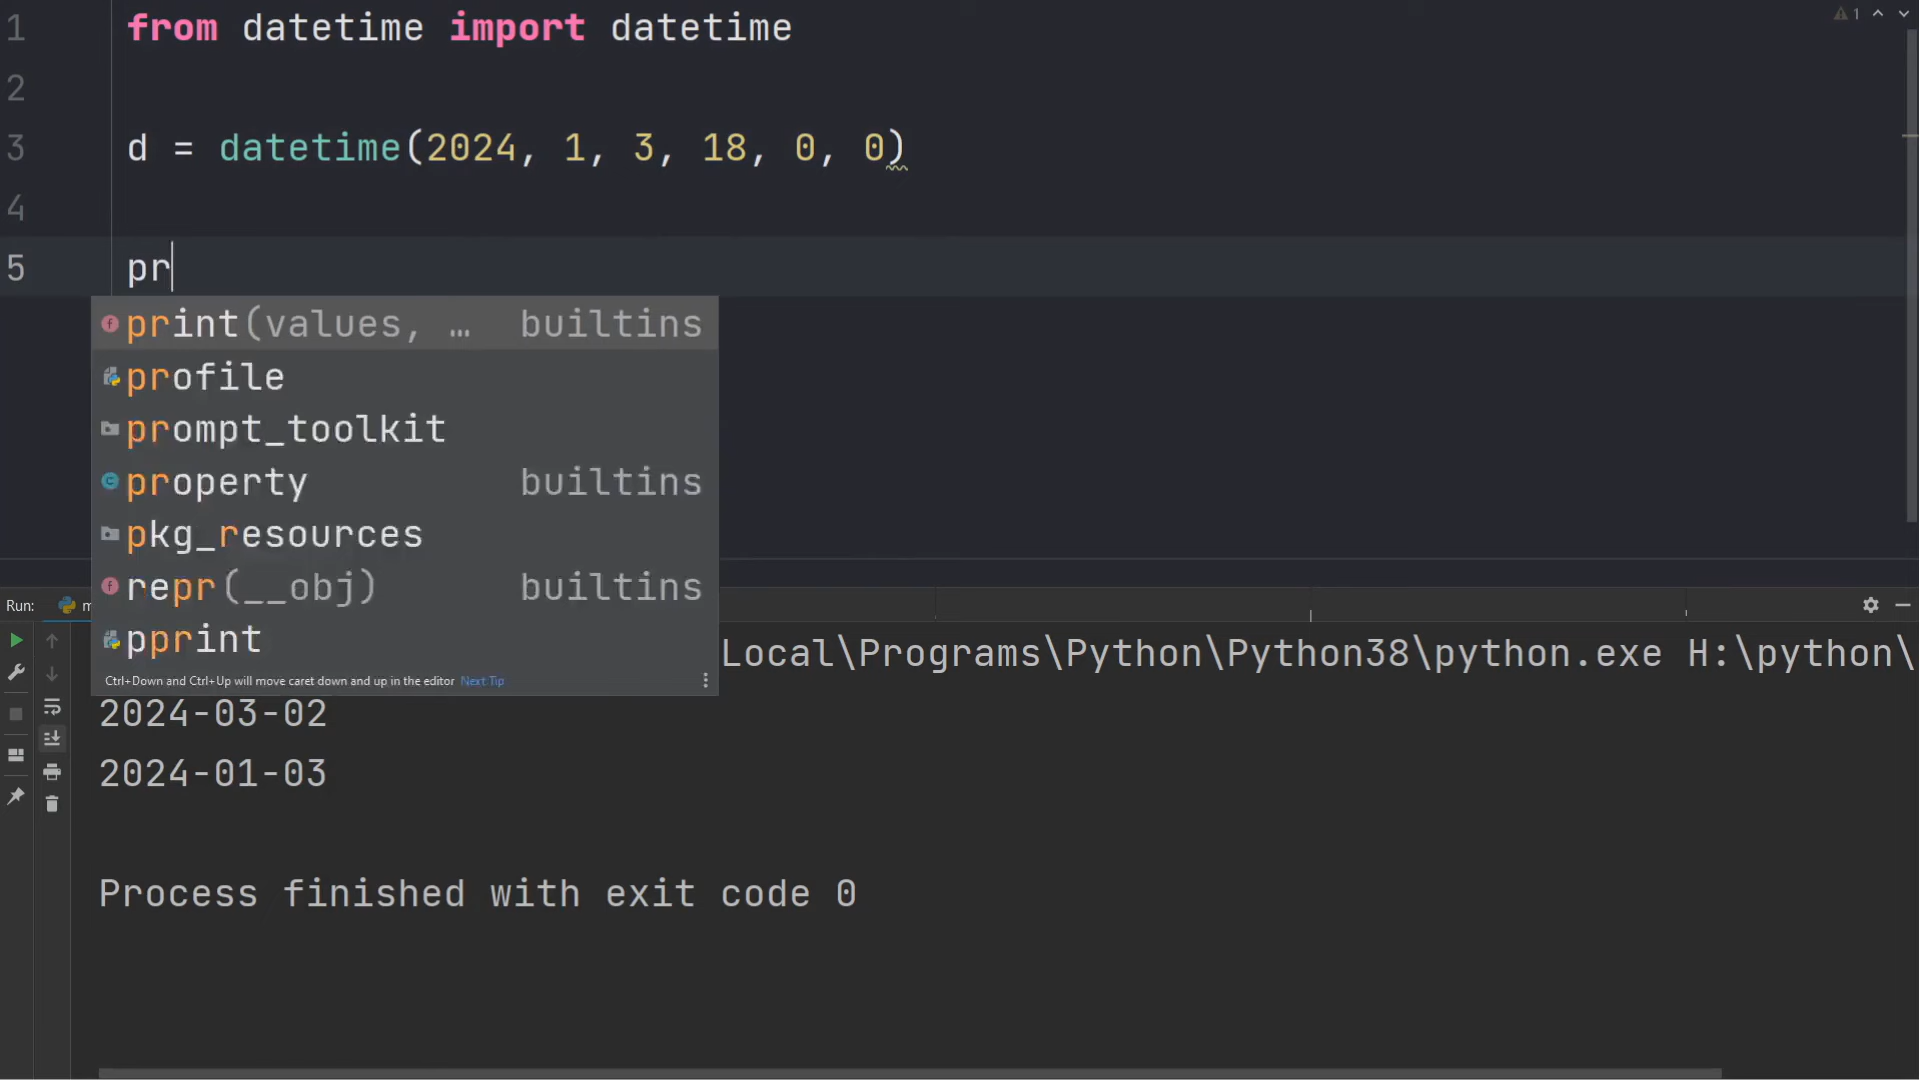 1 from datetime import datetime
2
3 d = datetime(2024, 1, 3, 18, 0, 0)
4
5 pr
1
print(values, … builtins
profile
prompt_toolkit
property builtins
pkg_resources
repr(__obj) builtins
pprint
Ctrl+Down and Ctrl+Up will move caret down and up in the editor Next Tip
Run: m
Local\Programs\Python\Python38\python.exe H:\python\
2024-03-02
2024-01-03
Process finished with exit code 0